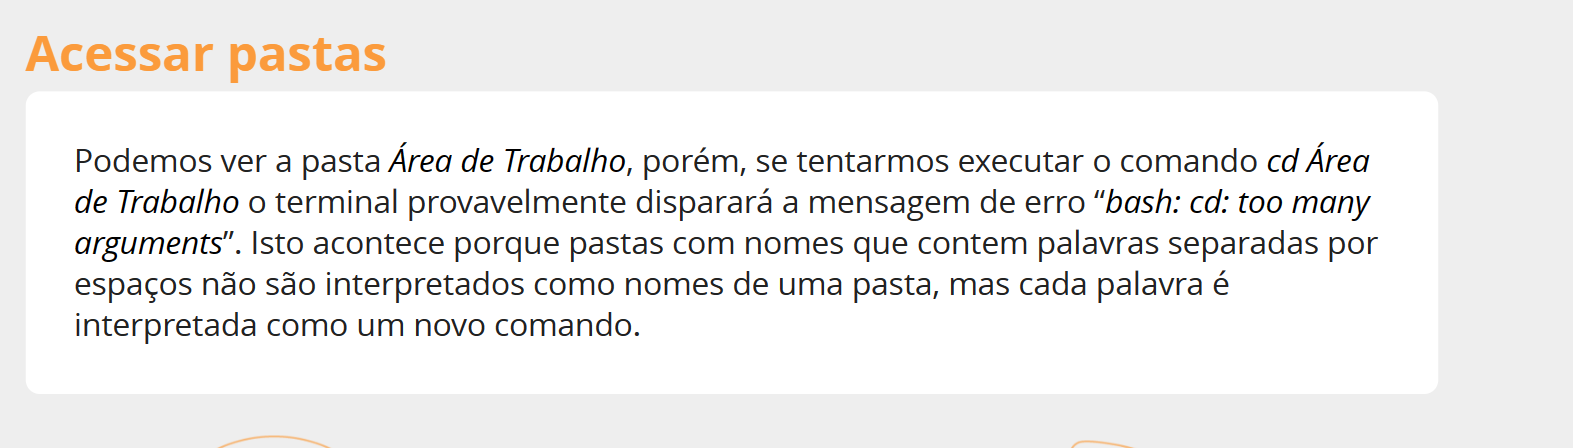 Acessar pastas
Podemos ver a pasta Área de Trabalho, porém, se tentarmos executar o comando cd Área
de Trabalho o terminal provavelmente disparará a mensagem de erro “bash: cd: too many
arguments”. Isto acontece porque pastas com nomes que contem palavras separadas por
espaços não são interpretados como nomes de uma pasta, mas cada palavra é
interpretada como um novo comando.